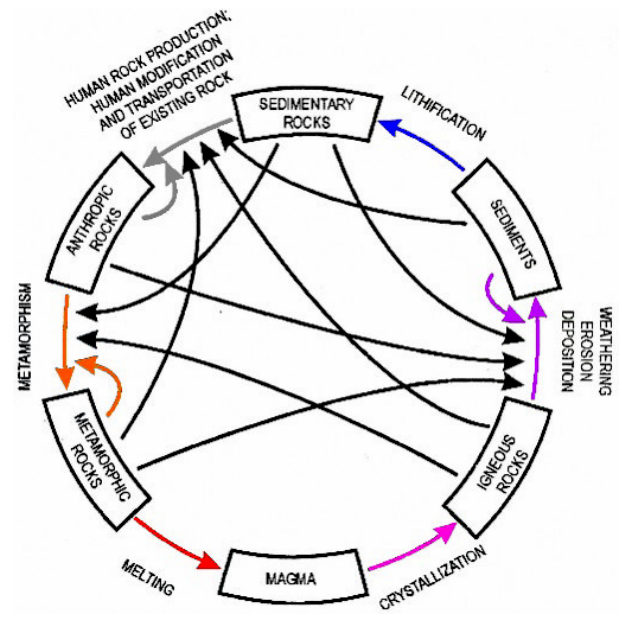 HUMAN ROCK PRODUCTION;
HUMAN MODIFICATION
AND TRANSPORTATION
OF EXISTING ROCK
SEDIMENTARY
ROCKS
LITHIFICATION
SEDIMENTS
WEATHERING
EROSION
DEPOSITION
IGNEOUS
ROCKS
CRYSTALLIZATION
MAGMA
MELTING
METAMORPHIC
ROCKS
METAMORPHISM
ANTHROPIC
ROCKS